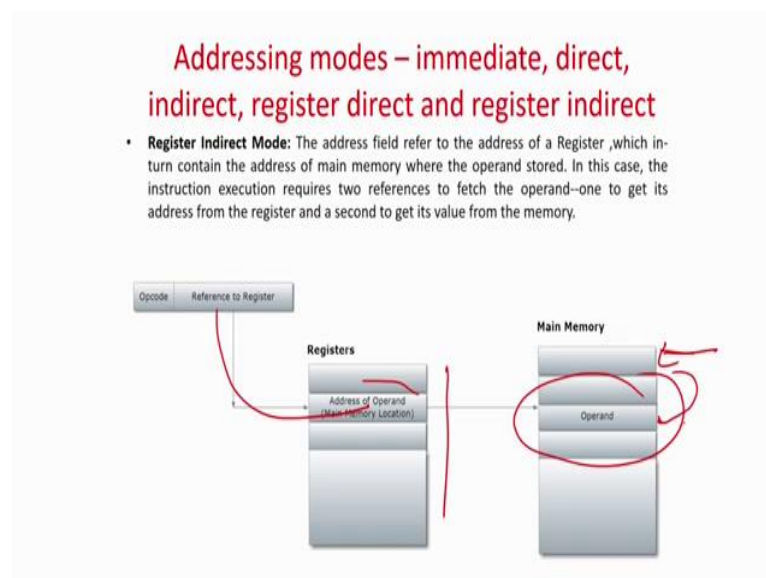 Addressing modes – immediate, direct,
indirect, register direct and register indirect
• Register Indirect Mode: The address field refer to the address of a Register ,which in-
turn contain the address of main memory where the operand stored. In this case, the
instruction execution requires two references to fetch the operand--one to get its
address from the register and a second to get its value from the memory.
Opcode Reference to Register
Main Memory
Registers
Address of Operand
(Main Memory Location)
Operand